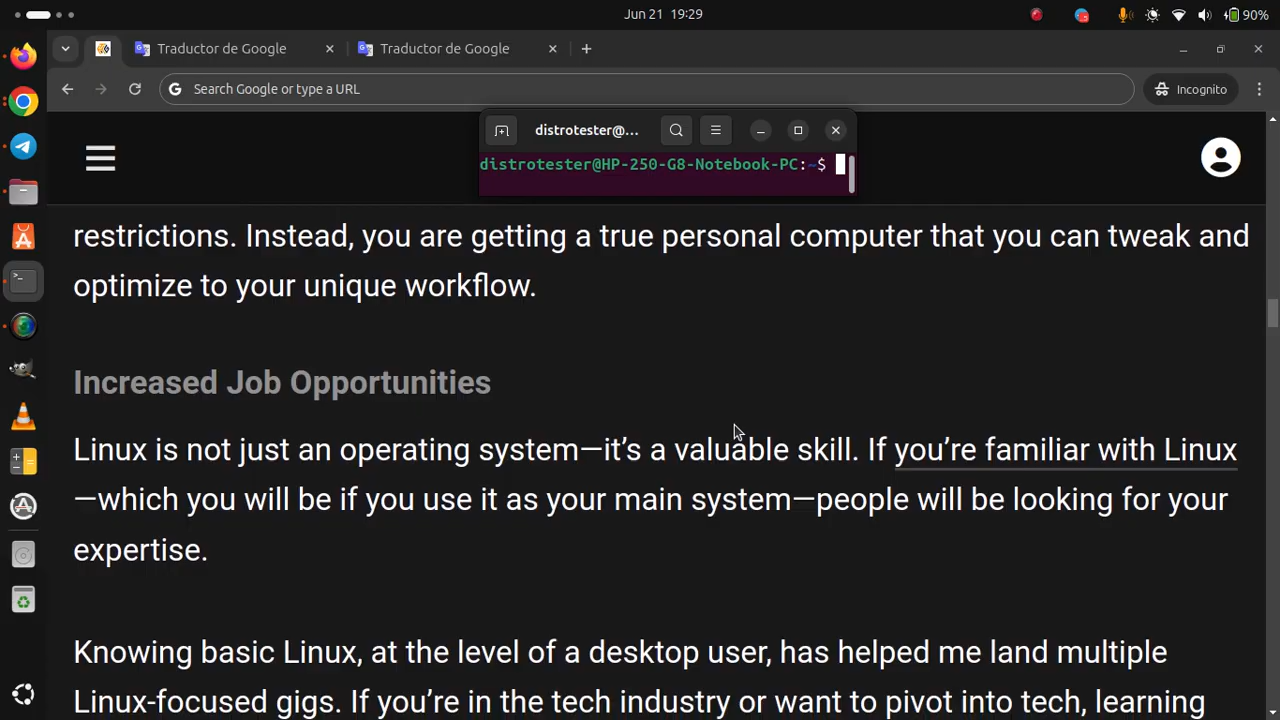 Jun 21 19:29
90%
Traductor de Google
Traductor de Google
Search Google or type a URL
Incognito
distrotester@...
distrotester@HP-250-G8-Notebook-PC:~$
restrictions. Instead, you are getting a true personal computer that you can tweak and
optimize to your unique workflow.
Increased Job Opportunities
Linux is not just an operating system—it’s a valuable skill. If you’re familiar with Linux
—which you will be if you use it as your main system—people will be looking for your
expertise.
Knowing basic Linux, at the level of a desktop user, has helped me land multiple
Linux-focused gigs. If you’re in the tech industry or want to pivot into tech, learning